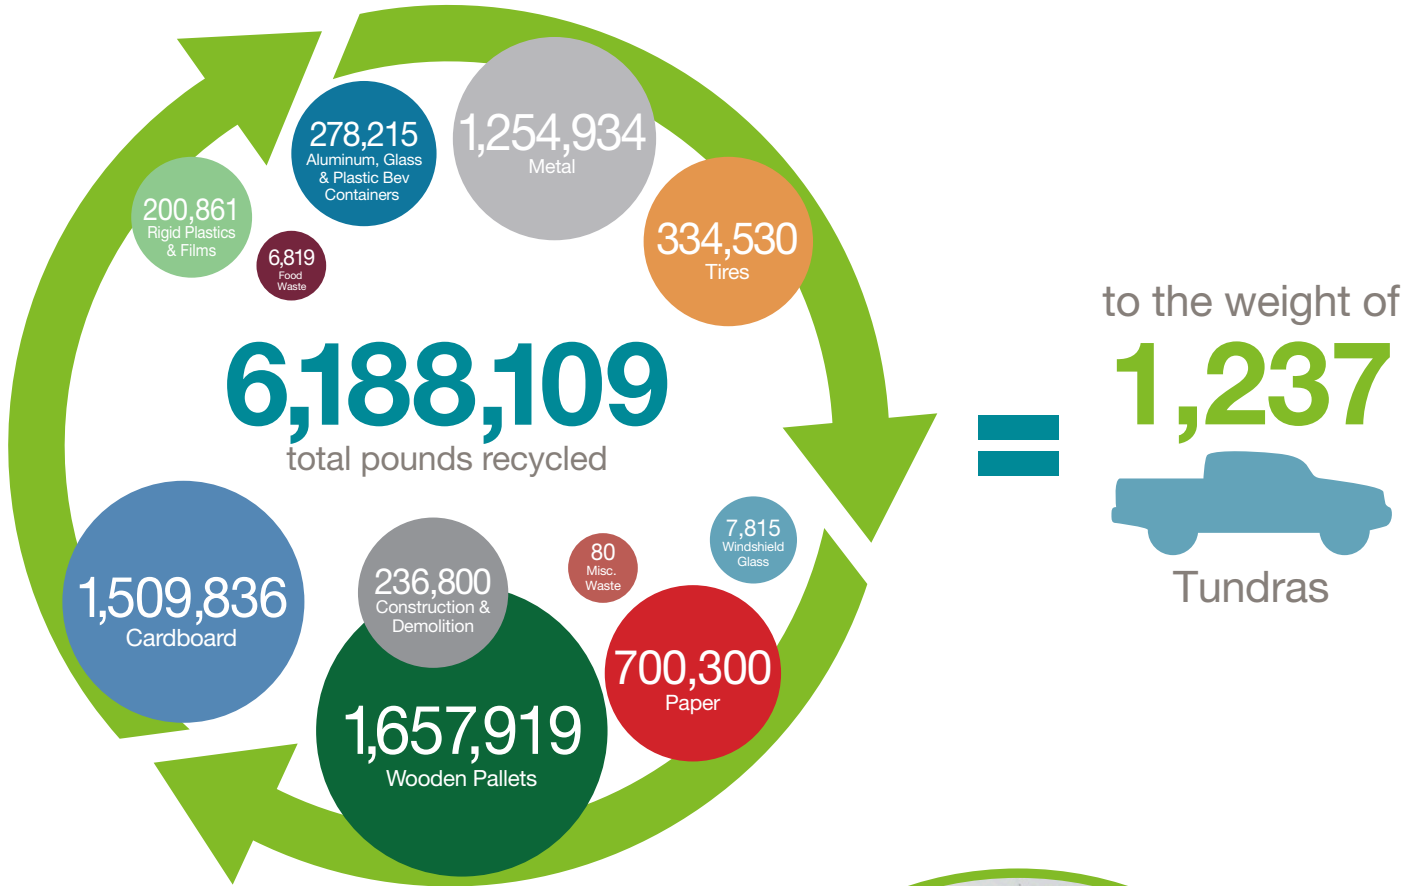 278,215
Aluminum, Glass
& Plastic Bev
Containers
1,254,934
Metal
200,861
Rigid Plastics
& Films
6,819
Food
Waste
334,530
Tires
6,188,109
total pounds recycled
to the weight of
1,237
Tundras
1,509,836
Cardboard
236,800
Construction &
Demolition
80
Misc.
Waste
7,815
Windshield
Glass
700,300
Paper
1,657,919
Wooden Pallets